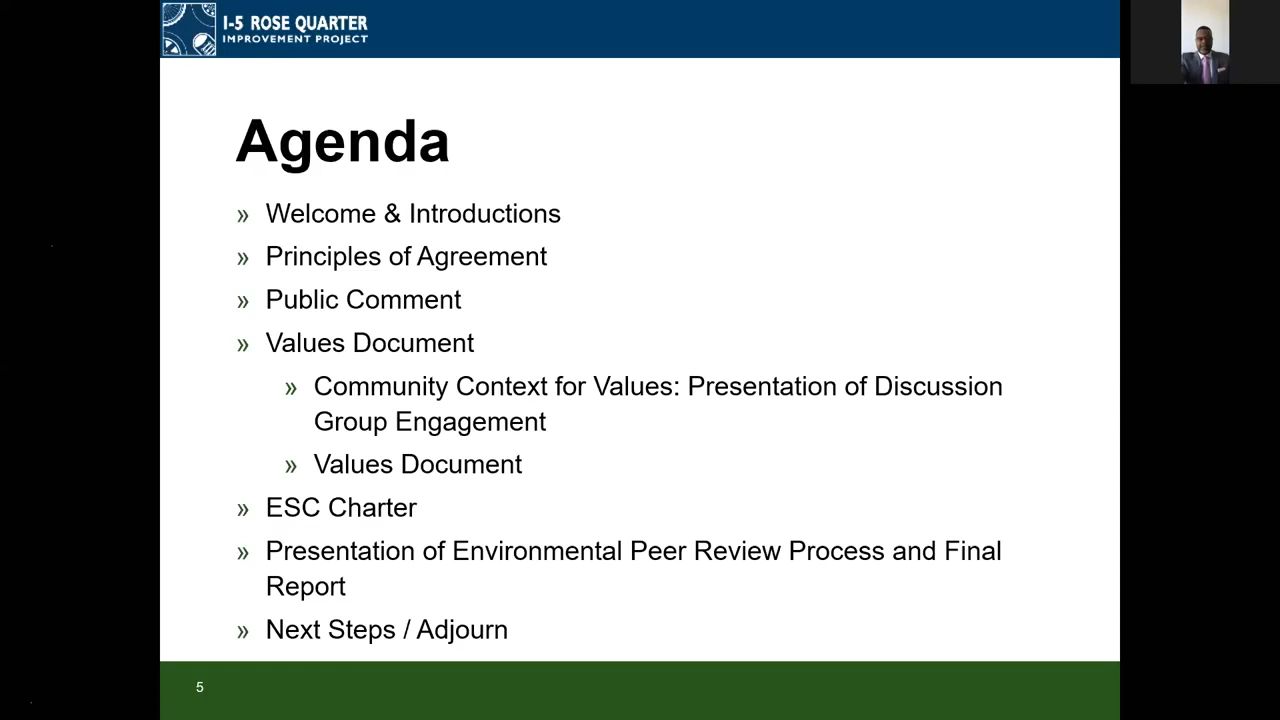 I-5 ROSE QUARTER
IMPROVEMENT PROJECT
Agenda
» Welcome & Introductions
» Principles of Agreement
» Public Comment
» Values Document
» Community Context for Values: Presentation of Discussion
Group Engagement
» Values Document
» ESC Charter
» Presentation of Environmental Peer Review Process and Final
Report
» Next Steps / Adjourn
5